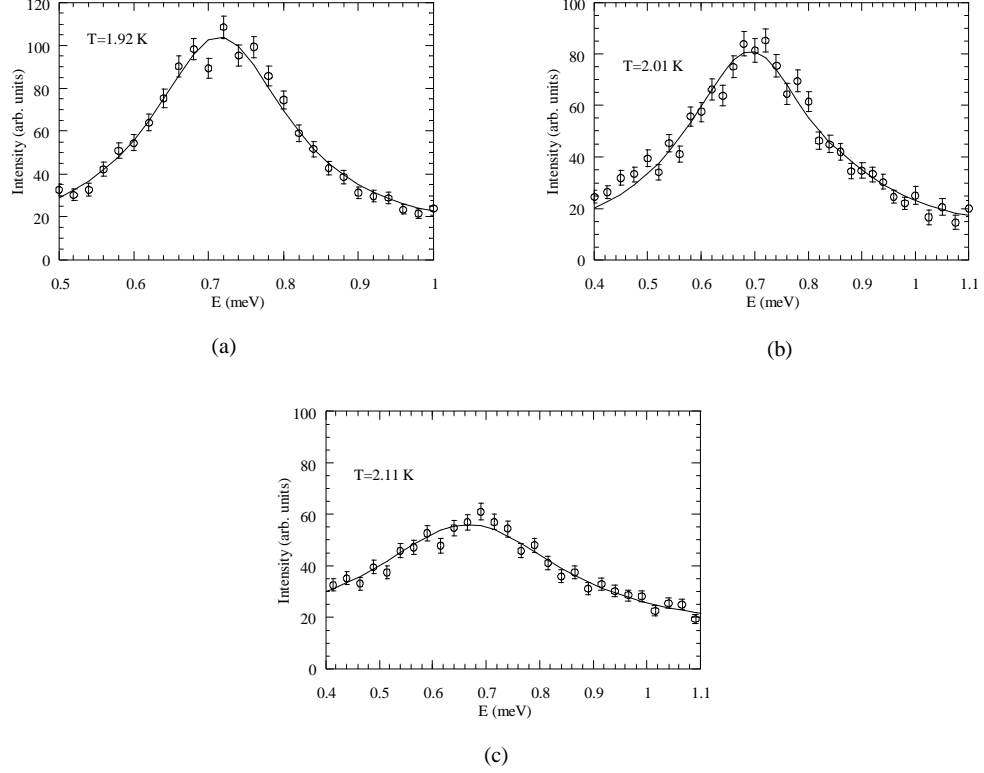 120
100
80
60
40
20
0
Intensity (arb. units)
T=1.92 K
0.5 0.6 0.7 0.8 0.9 1
E (meV)
(a)
100
80
60
40
20
0
Intensity (arb. units)
T=2.01 K
0.4 0.5 0.6 0.7 0.8 0.9 1 1.1
E (meV)
(b)
100
80
60
40
20
0
Intensity (arb. units)
T=2.11 K
0.4 0.5 0.6 0.7 0.8 0.9 1 1.1
E (meV)
(c)